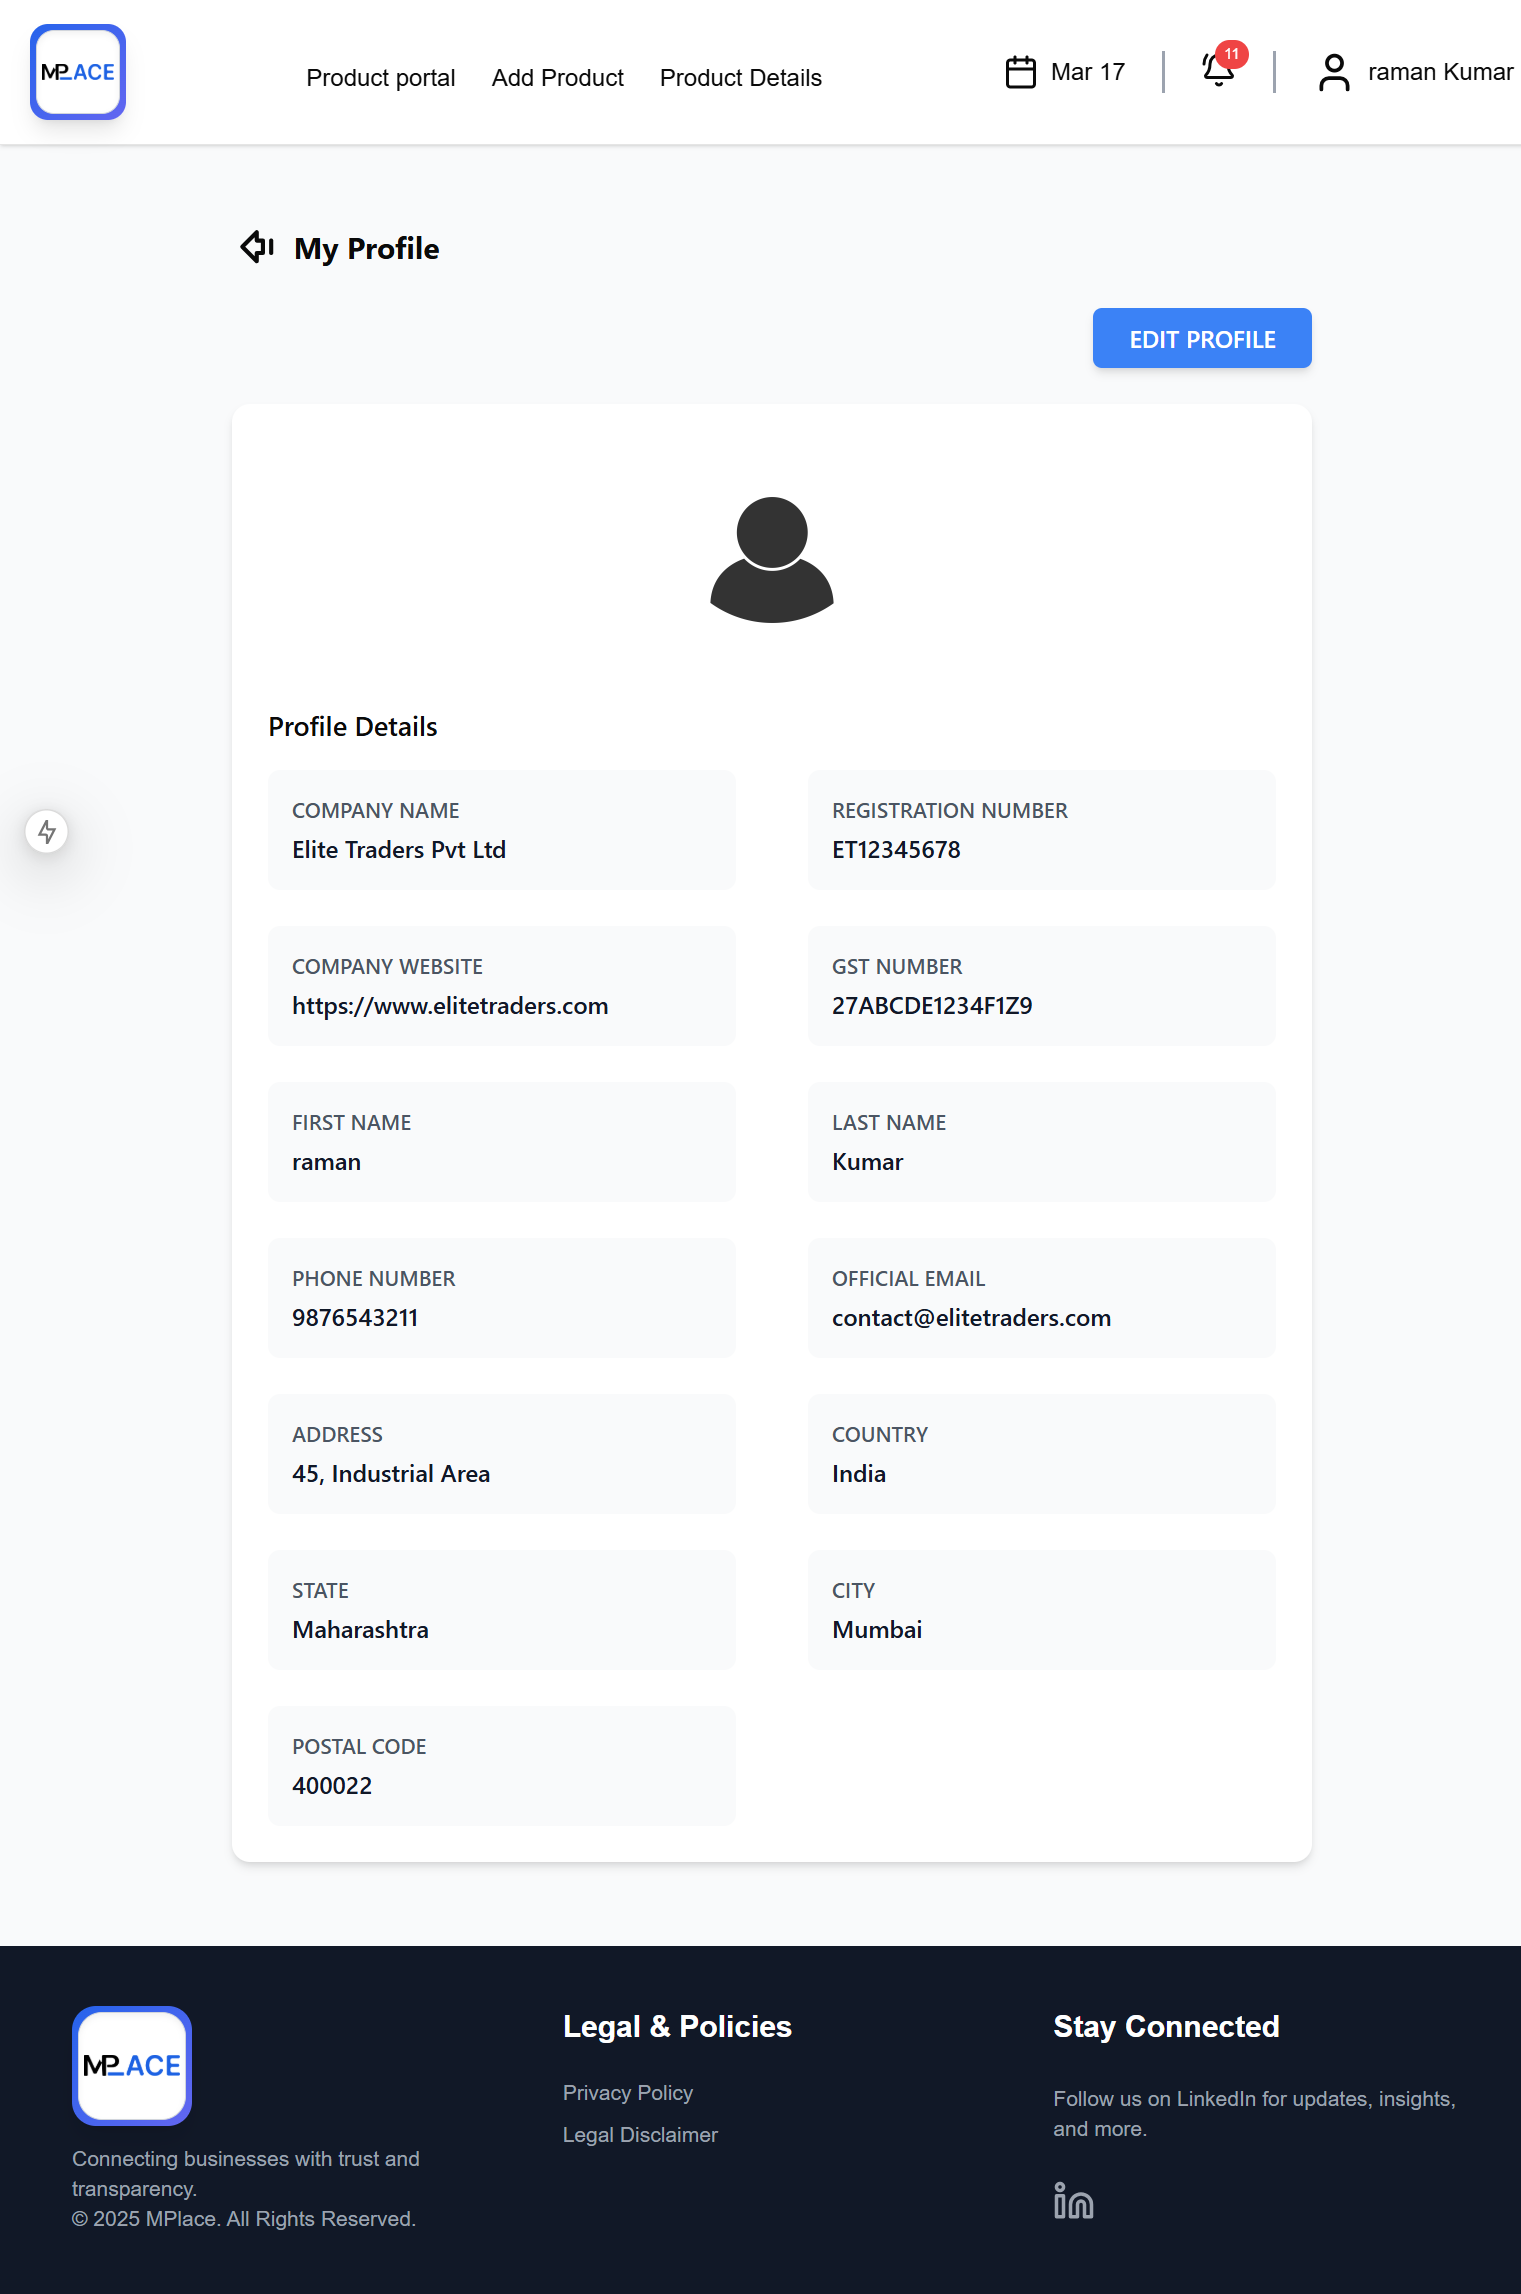 MPLACE
Product portal
Add Product
Product Details
Mar 17
11
raman Kumar
My Profile
EDIT PROFILE
Profile Details
COMPANY NAME
Elite Traders Pvt Ltd
REGISTRATION NUMBER
ET12345678
COMPANY WEBSITE
https://www.elitetraders.com
GST NUMBER
27ABCDE1234F1Z9
FIRST NAME
raman
LAST NAME
Kumar
PHONE NUMBER
9876543211
OFFICIAL EMAIL
contact@elitetraders.com
ADDRESS
45, Industrial Area
COUNTRY
India
STATE
Maharashtra
CITY
Mumbai
POSTAL CODE
400022
MPLACE
Connecting businesses with trust and
transparency.
© 2025 MPlace. All Rights Reserved.
Legal & Policies
Privacy Policy
Legal Disclaimer
Stay Connected
Follow us on LinkedIn for updates, insights,
and more.
in